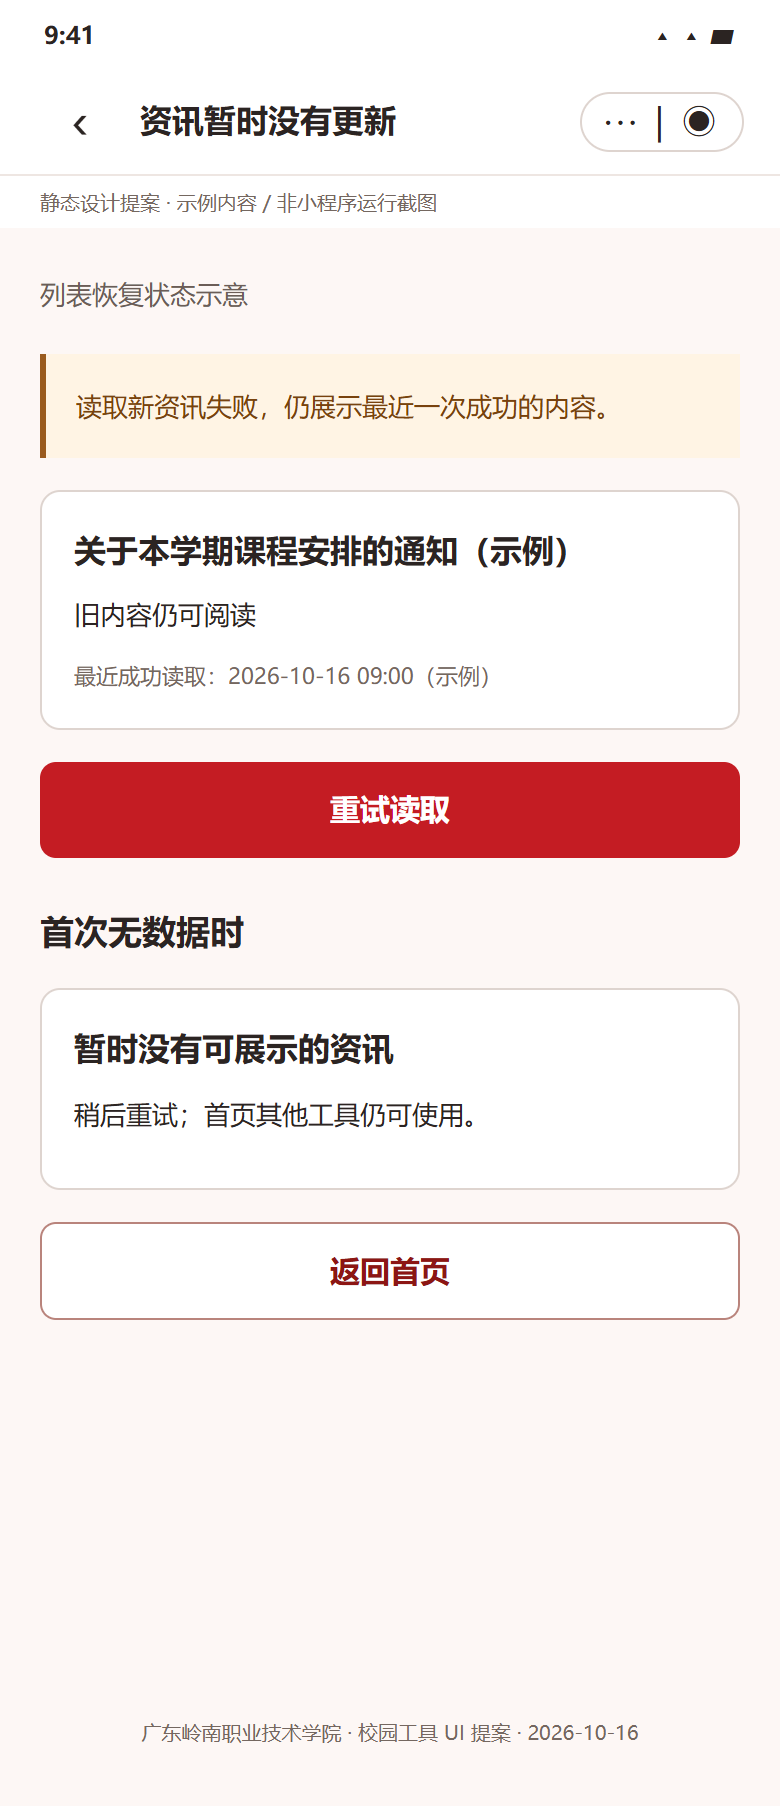 9:41
资讯暂时没有更新
静态设计提案 · 示例内容 / 非小程序运行截图
列表恢复状态示意
读取新资讯失败，仍展示最近一次成功的内容。
关于本学期课程安排的通知（示例）
旧内容仍可阅读
最近成功读取：2026-10-16 09:00（示例）
重试读取
首次无数据时
暂时没有可展示的资讯
稍后重试；首页其他工具仍可使用。
返回首页
广东岭南职业技术学院 · 校园工具 UI 提案 · 2026-10-16